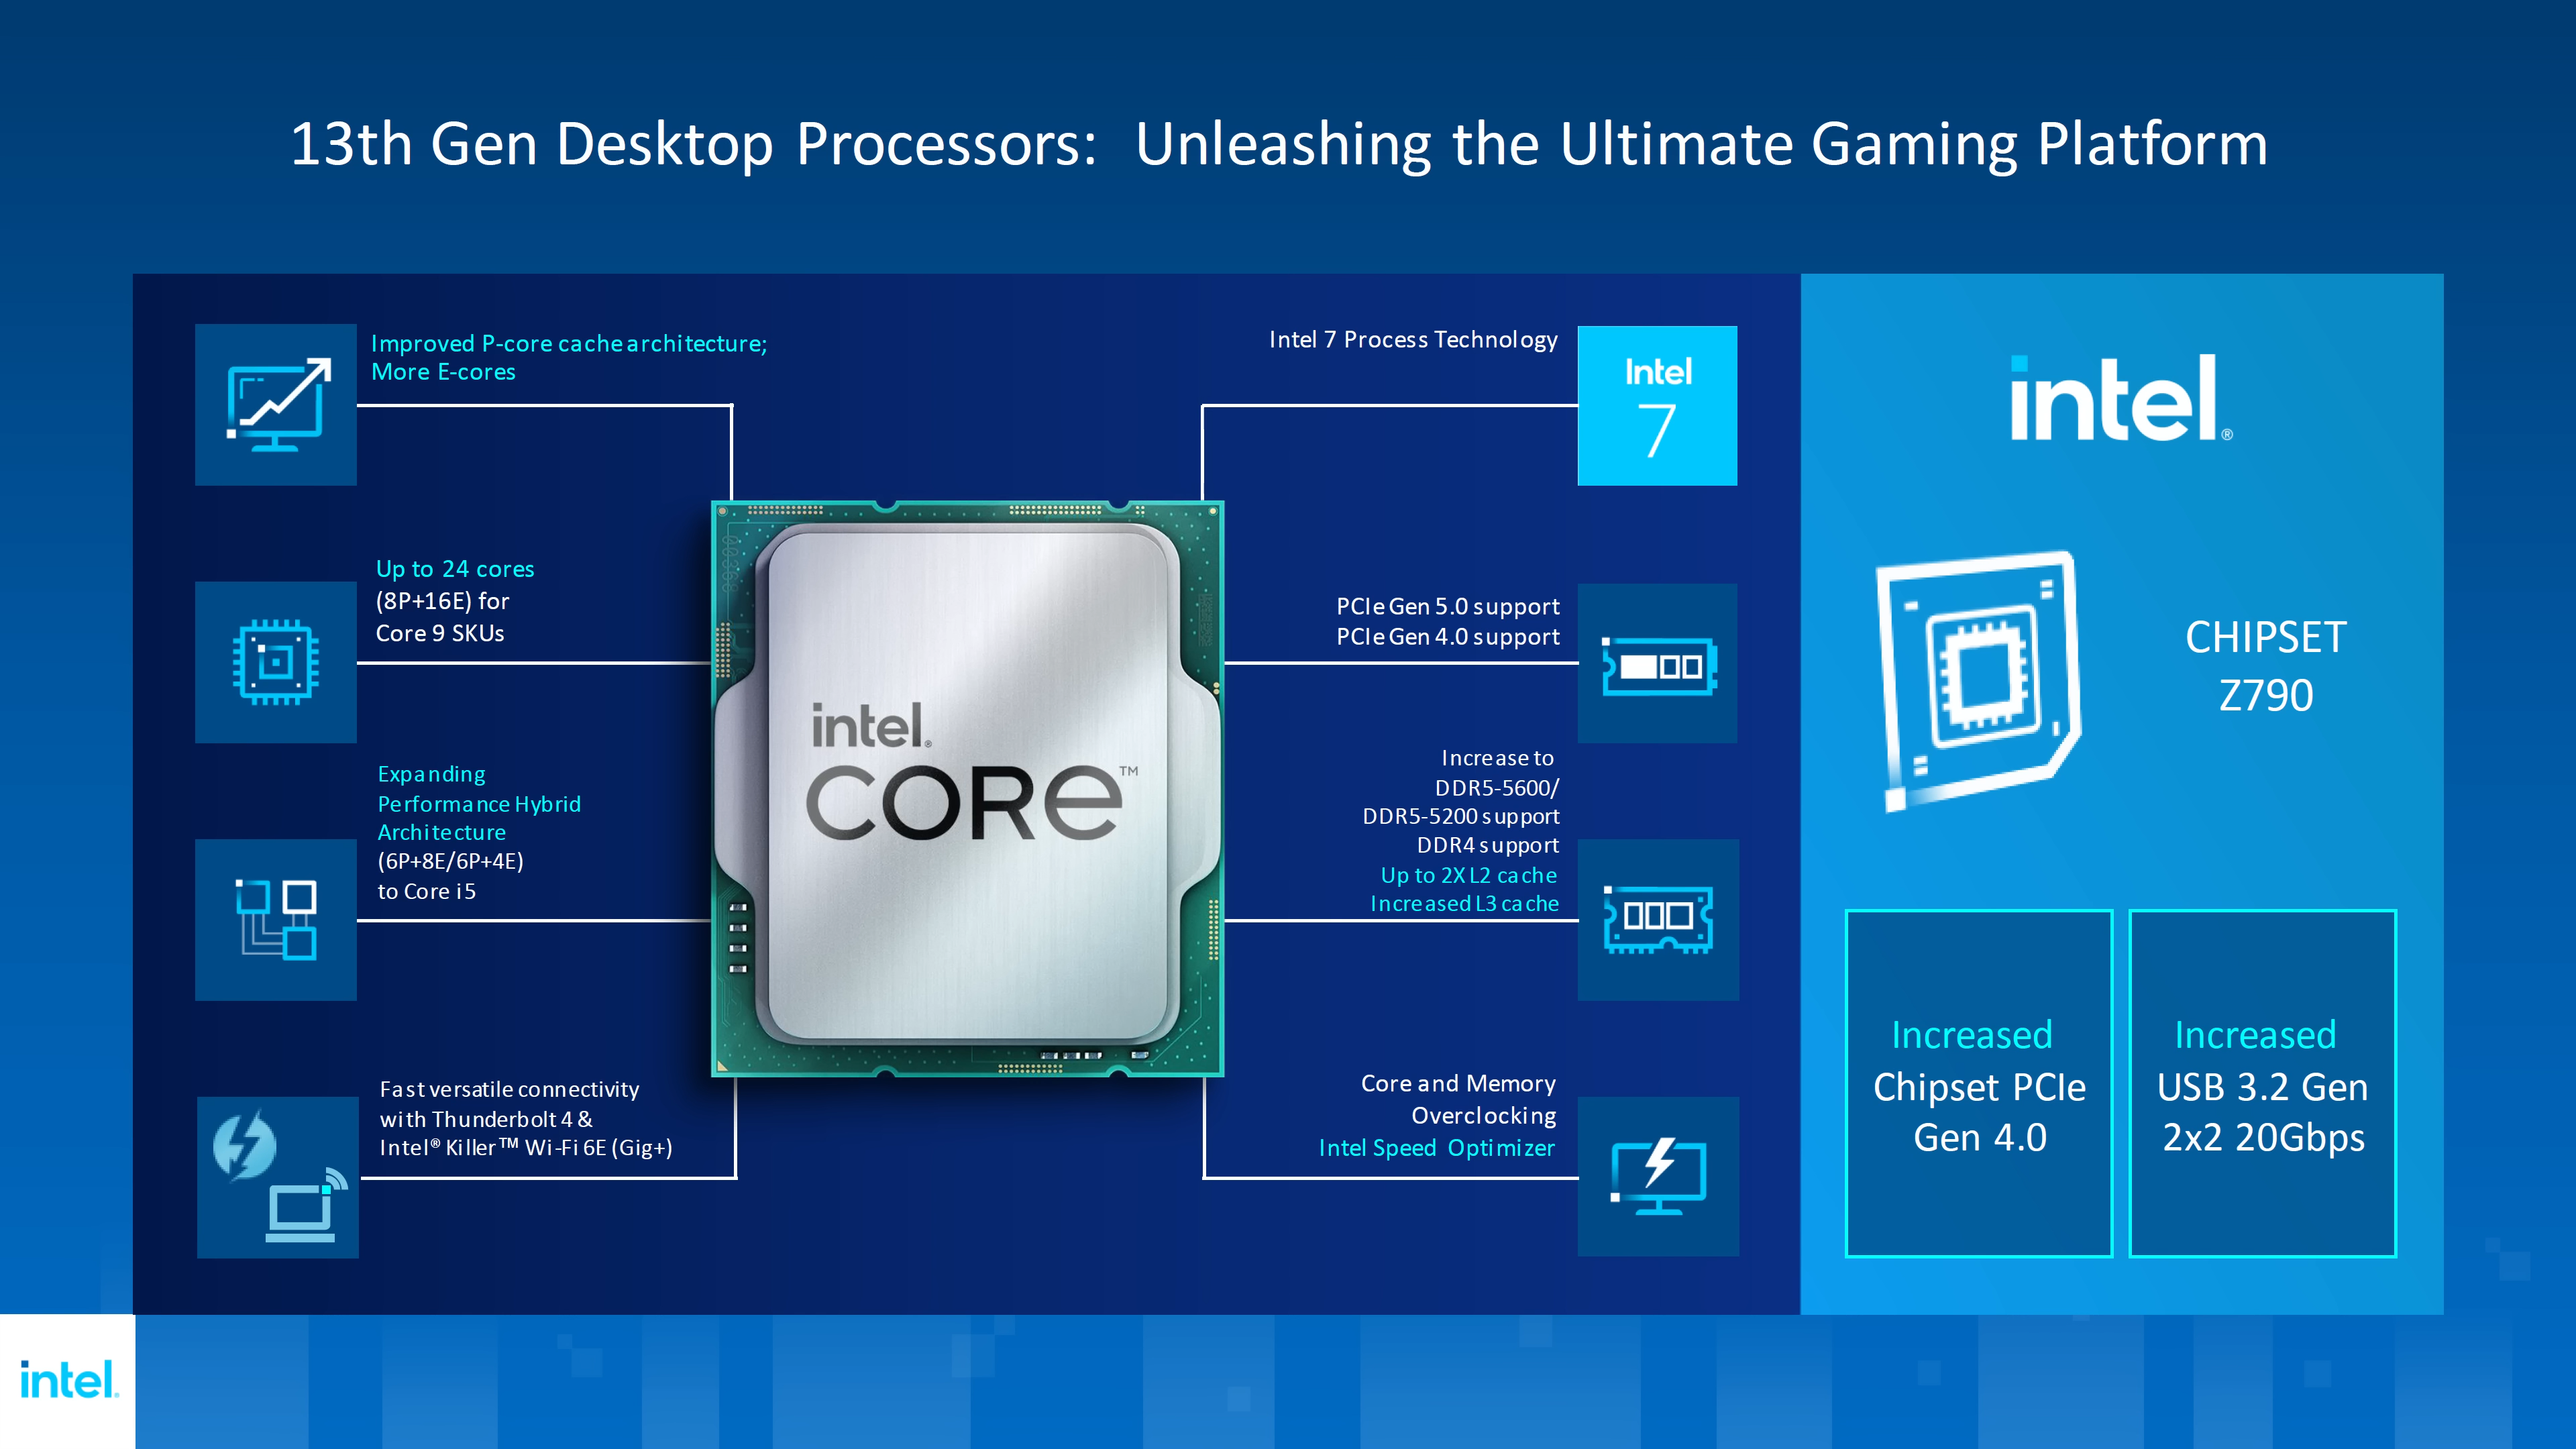 13th Gen Desktop Processors: Unleashing the Ultimate Gaming Platform
Improved P-core cache architecture;
More E-cores
Up to 24 cores
(8P+16E) for
Core 9 SKUs
Expanding
Performance Hybrid
Architecture
(6P+8E/6P+4E)
to Core i5
Fast versatile connectivity
with Thunderbolt 4 &
Intel® Killer™ Wi-Fi 6E (Gig+)
intel®
CORE™
Intel 7 Process Technology
Intel
7
PCIe Gen 5.0 support
PCIe Gen 4.0 support
Increase to
DDR5-5600/
DDR5-5200 support
DDR4 support
Up to 2X L2 cache
Increased L3 cache
Core and Memory
Overclocking
Intel Speed Optimizer
intel®
CHIPSET
Z790
Increased
Chipset PCIe
Gen 4.0
Increased
USB 3.2 Gen
2x2 20Gbps
intel.